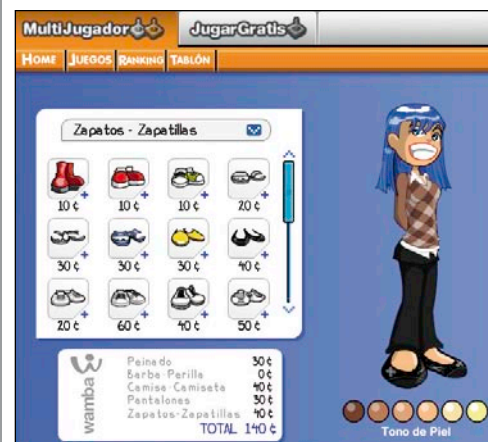 MultiJugador JugarGratis
HOME JUEGOS RANKING TABLÓN
Zapatos - Zapatillas
10 ¢ 10 ¢ 10 ¢ 20 ¢
30 ¢ 30 ¢ 30 ¢ 40 ¢
20 ¢ 60 ¢ 40 ¢ 50 ¢
wamba
Peinado 30 ¢
Barba-Perilla 0 ¢
Camisa-Camiseta 40 ¢
Pantalones 30 ¢
Zapatos-Zapatillas 40 ¢
TOTAL 140 ¢
Tono de Piel